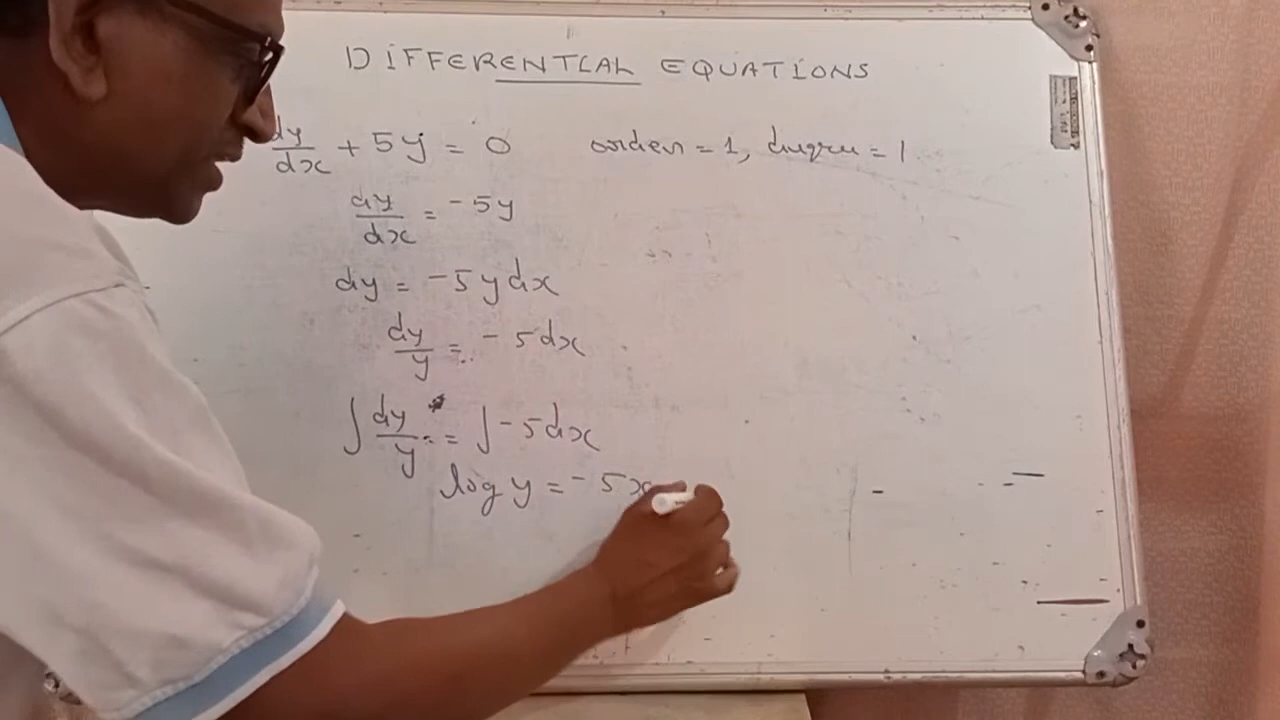 DIFFERENTIAL EQUATIONS
dy/dx + 5y = 0 order = 1, degree = 1
dy/dx = -5y
dy = -5y dx
dy/y = -5dx
∫ dy/y = ∫ -5dx
log y = -5x